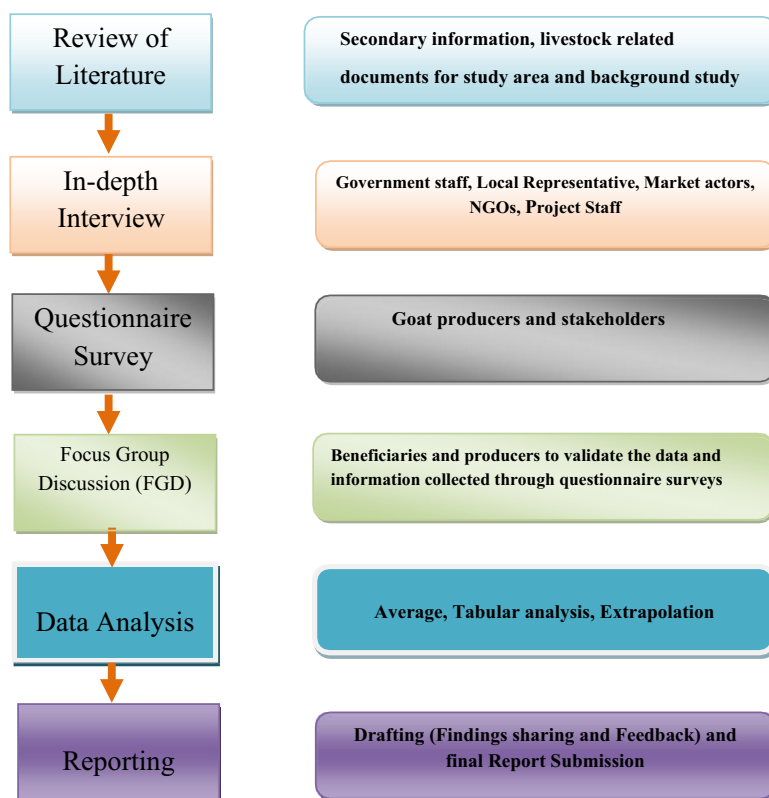 Review of
Literature
Secondary information, livestock related
documents for study area and background study
In-depth
Interview
Government staff, Local Representative, Market actors,
NGOs, Project Staff
Questionnaire
Survey
Goat producers and stakeholders
Focus Group
Discussion (FGD)
Beneficiaries and producers to validate the data and
information collected through questionnaire surveys
Data Analysis
Average, Tabular analysis, Extrapolation
Reporting
Drafting (Findings sharing and Feedback) and
final Report Submission